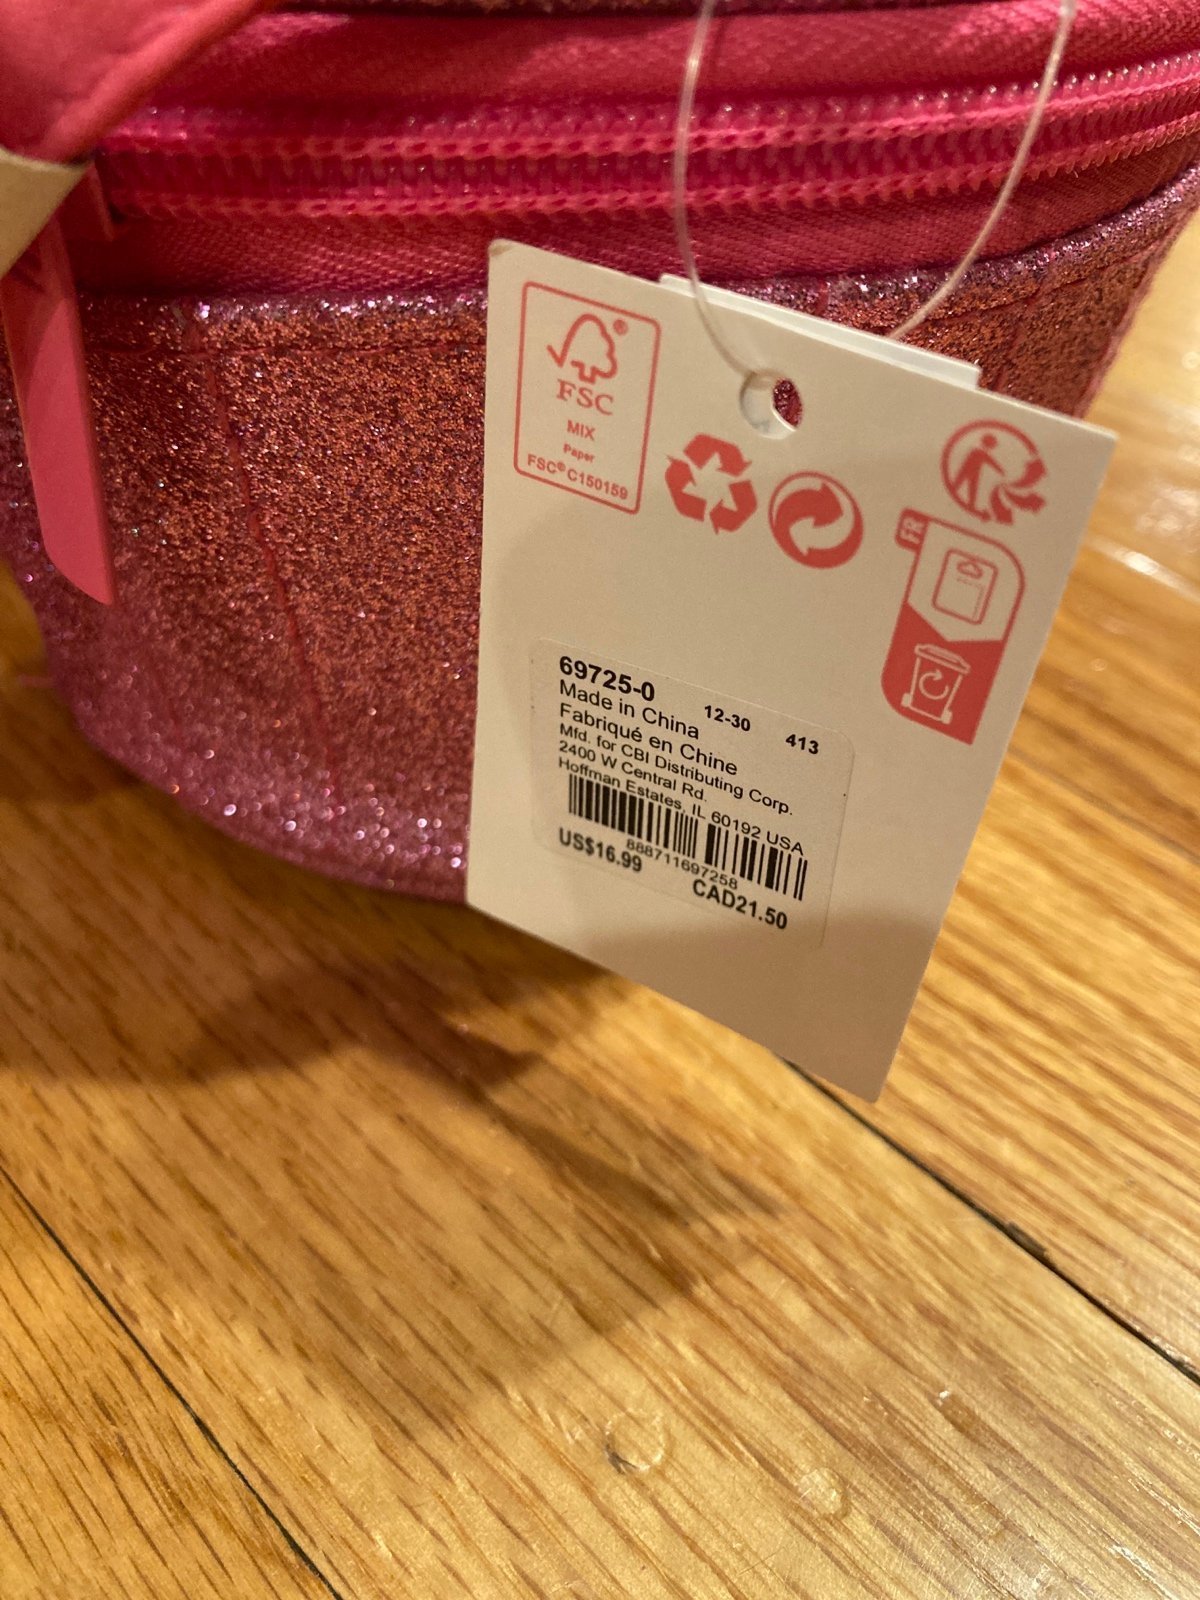 FSC
MIX
Paper
FSC® C150159
FR
69725-0 12-30 413
Made in China
Fabriqué en Chine
Mfd. for CBI Distributing Corp.
2400 W Central Rd.
Hoffman Estates, IL 60192 USA
888711697258
US$16.99 CAD21.50